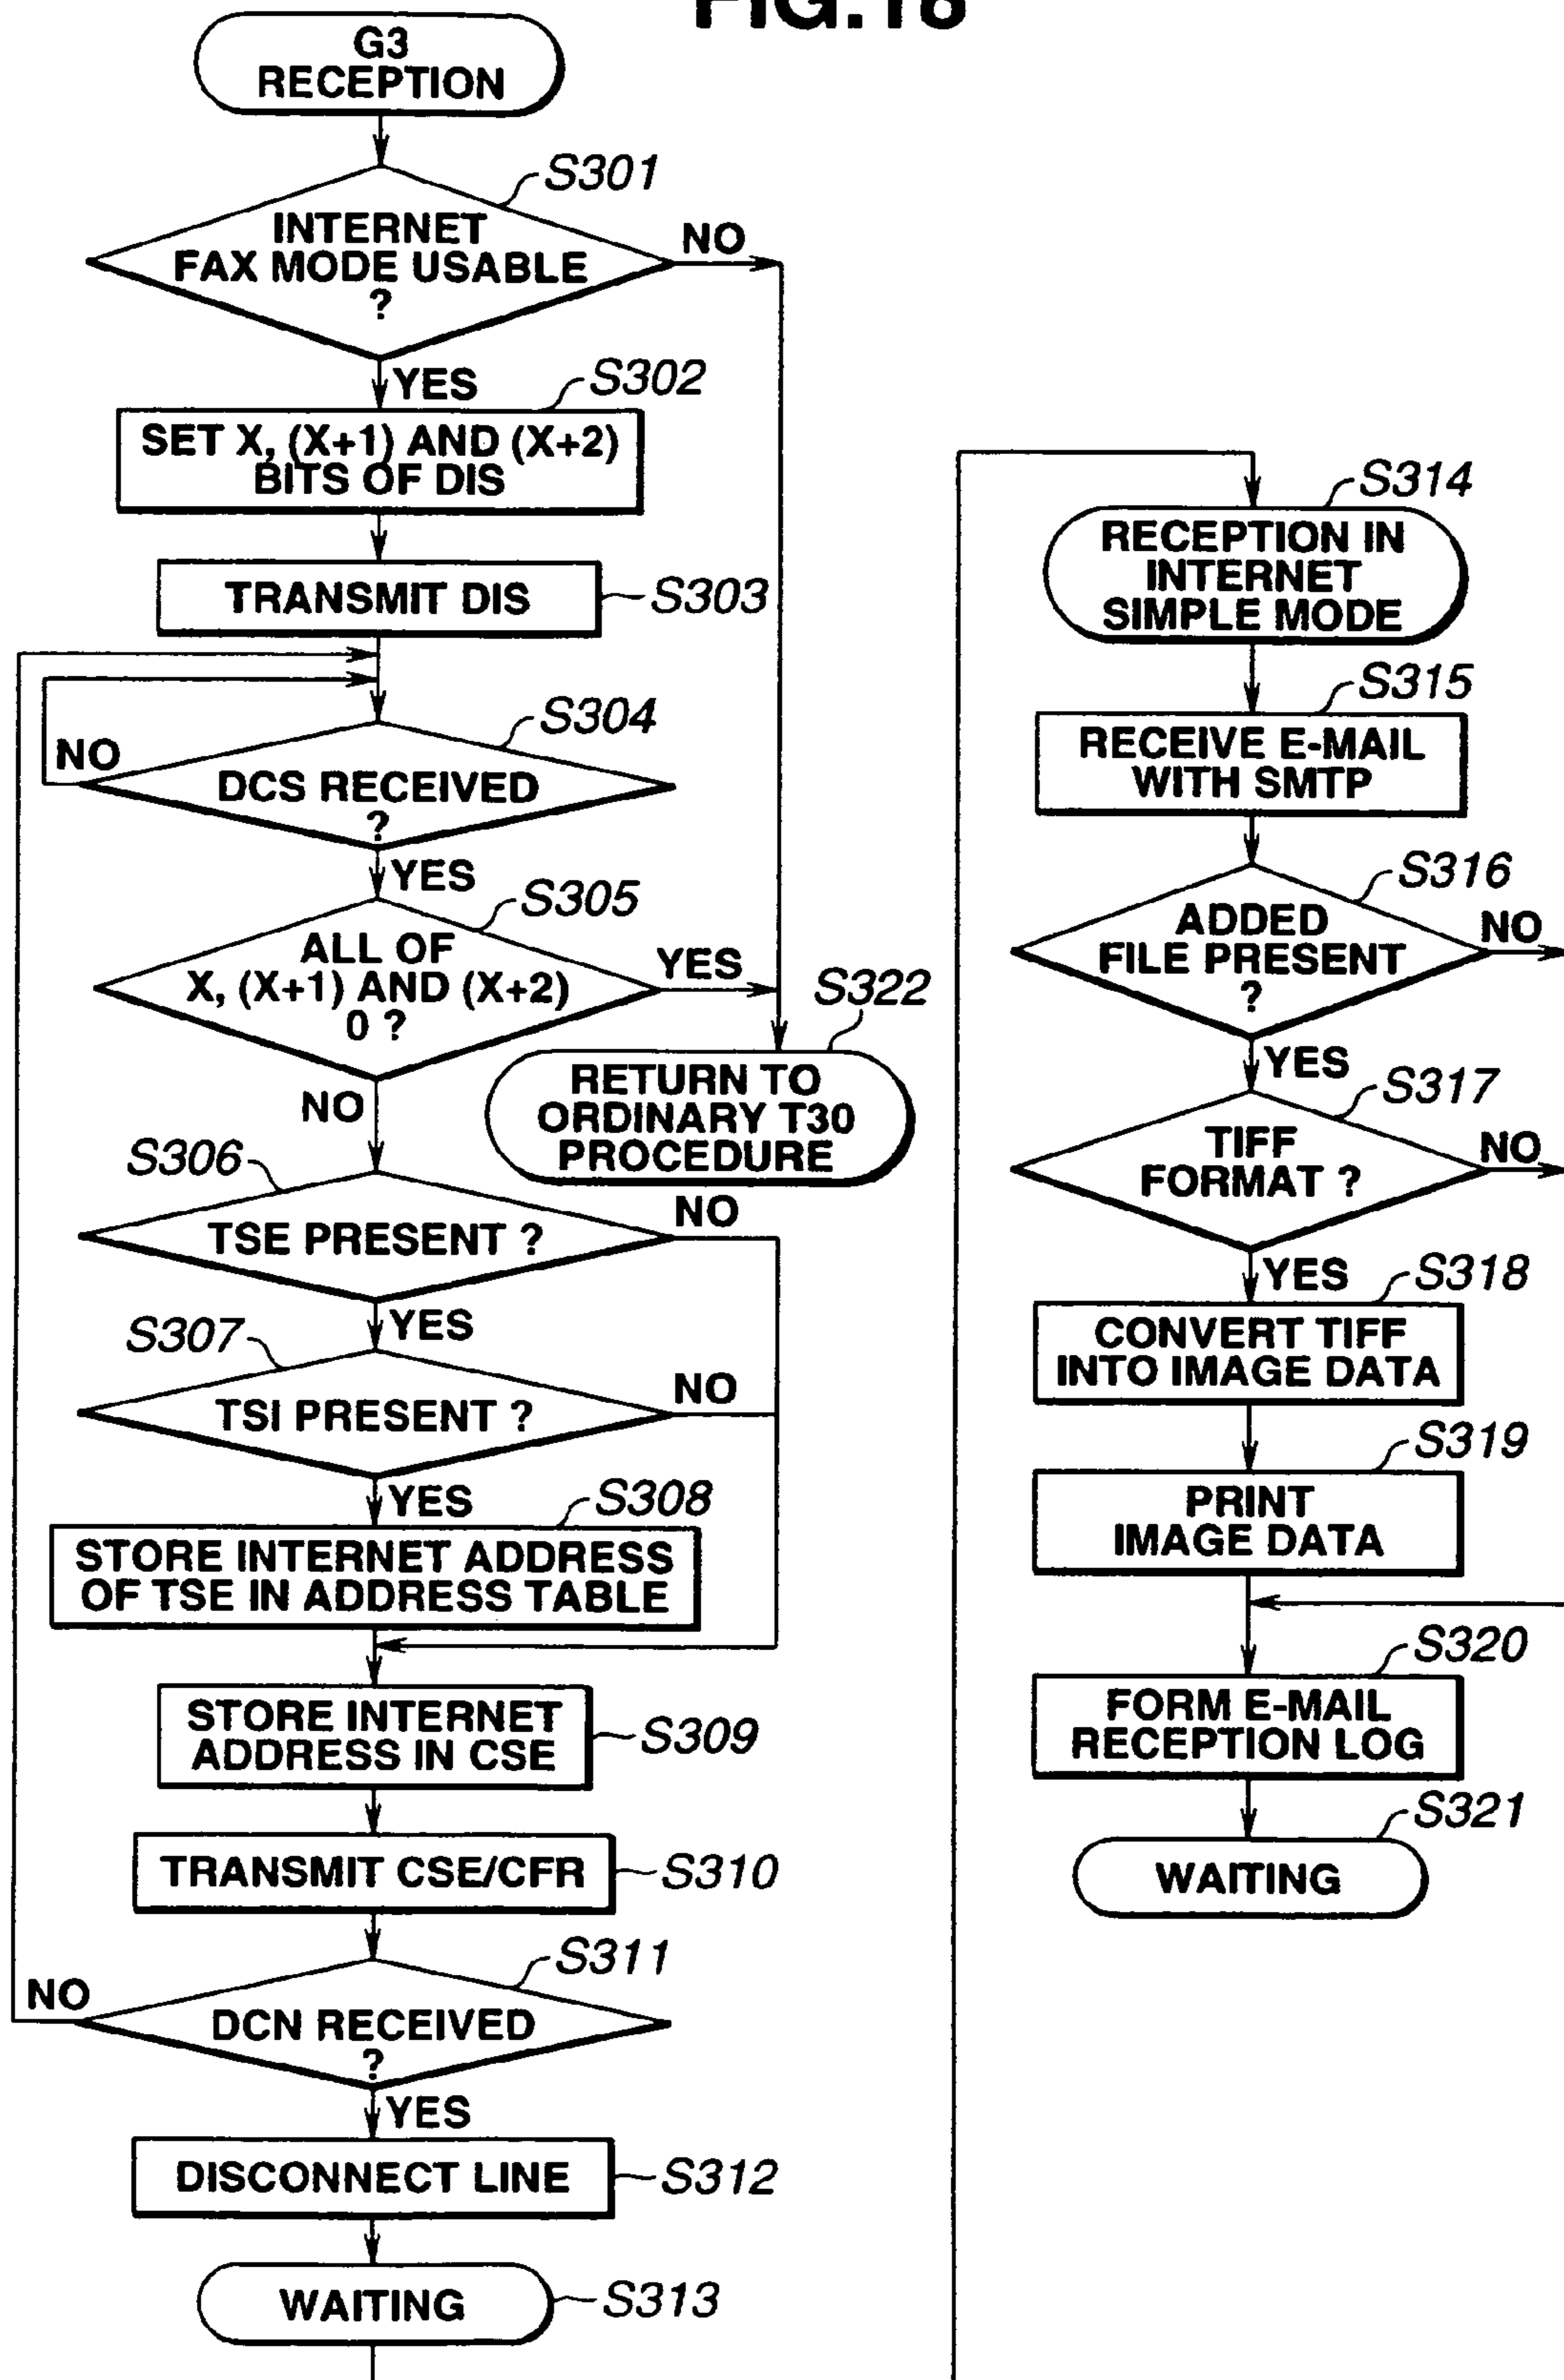 FIG.18
G3
RECEPTION
S301
INTERNET
FAX MODE USABLE
?
NO
YES
S302
SET X, (X+1) AND (X+2)
BITS OF DIS
TRANSMIT DIS
S303
S304
NO
DCS RECEIVED
?
YES
S305
ALL OF
X, (X+1) AND (X+2)
0 ?
YES
NO
S322
RETURN TO
ORDINARY T30
PROCEDURE
S306
TSE PRESENT ?
NO
YES
S307
TSI PRESENT ?
NO
YES
S308
STORE INTERNET ADDRESS
OF TSE IN ADDRESS TABLE
STORE INTERNET
ADDRESS IN CSE
S309
TRANSMIT CSE/CFR
S310
S311
NO
DCN RECEIVED
?
YES
DISCONNECT LINE
S312
WAITING
S313
S314
RECEPTION IN
INTERNET
SIMPLE MODE
S315
RECEIVE E-MAIL
WITH SMTP
S316
ADDED
FILE PRESENT
?
NO
YES
S317
TIFF
FORMAT ?
NO
YES
S318
CONVERT TIFF
INTO IMAGE DATA
S319
PRINT
IMAGE DATA
S320
FORM E-MAIL
RECEPTION LOG
S321
WAITING